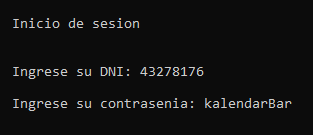 Inicio de sesion
Ingrese su DNI: 43278176
Ingrese su contrasenia: kalendarBar